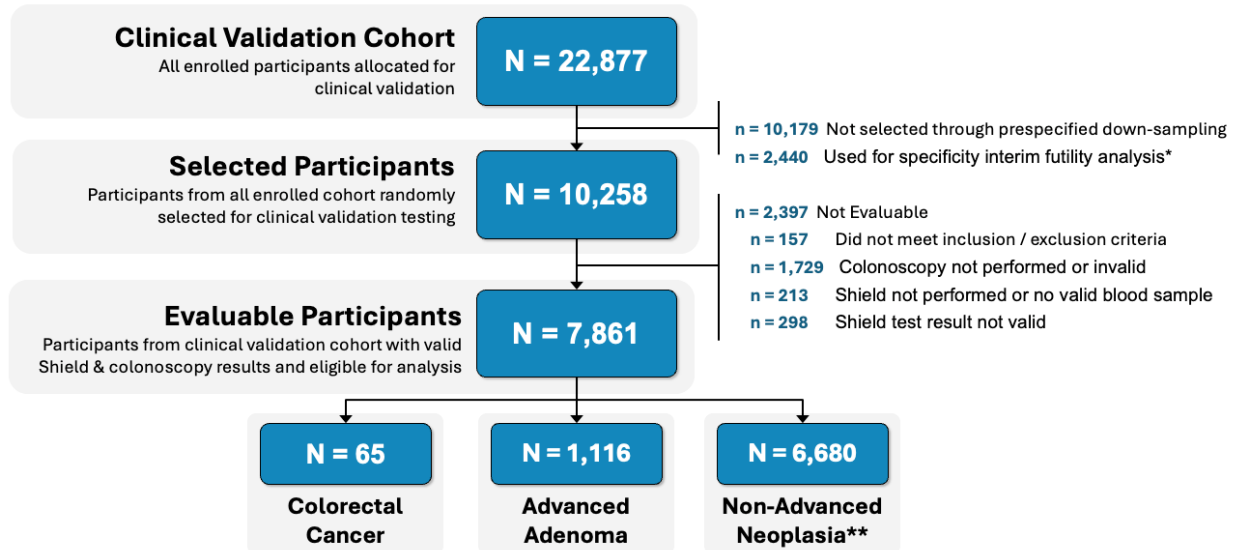 Clinical Validation Cohort
All enrolled participants allocated for
clinical validation
N = 22,877
n = 10,179 Not selected through prespecified down-sampling
n = 2,440 Used for specificity interim futility analysis*
Selected Participants
Participants from all enrolled cohort randomly
selected for clinical validation testing
N = 10,258
n = 2,397 Not Evaluable
n = 157 Did not meet inclusion / exclusion criteria
n = 1,729 Colonoscopy not performed or invalid
n = 213 Shield not performed or no valid blood sample
n = 298 Shield test result not valid
Evaluable Participants
Participants from clinical validation cohort with valid
Shield & colonoscopy results and eligible for analysis
N = 7,861
N = 65
Colorectal
Cancer
N = 1,116
Advanced
Adenoma
N = 6,680
Non-Advanced
Neoplasia**